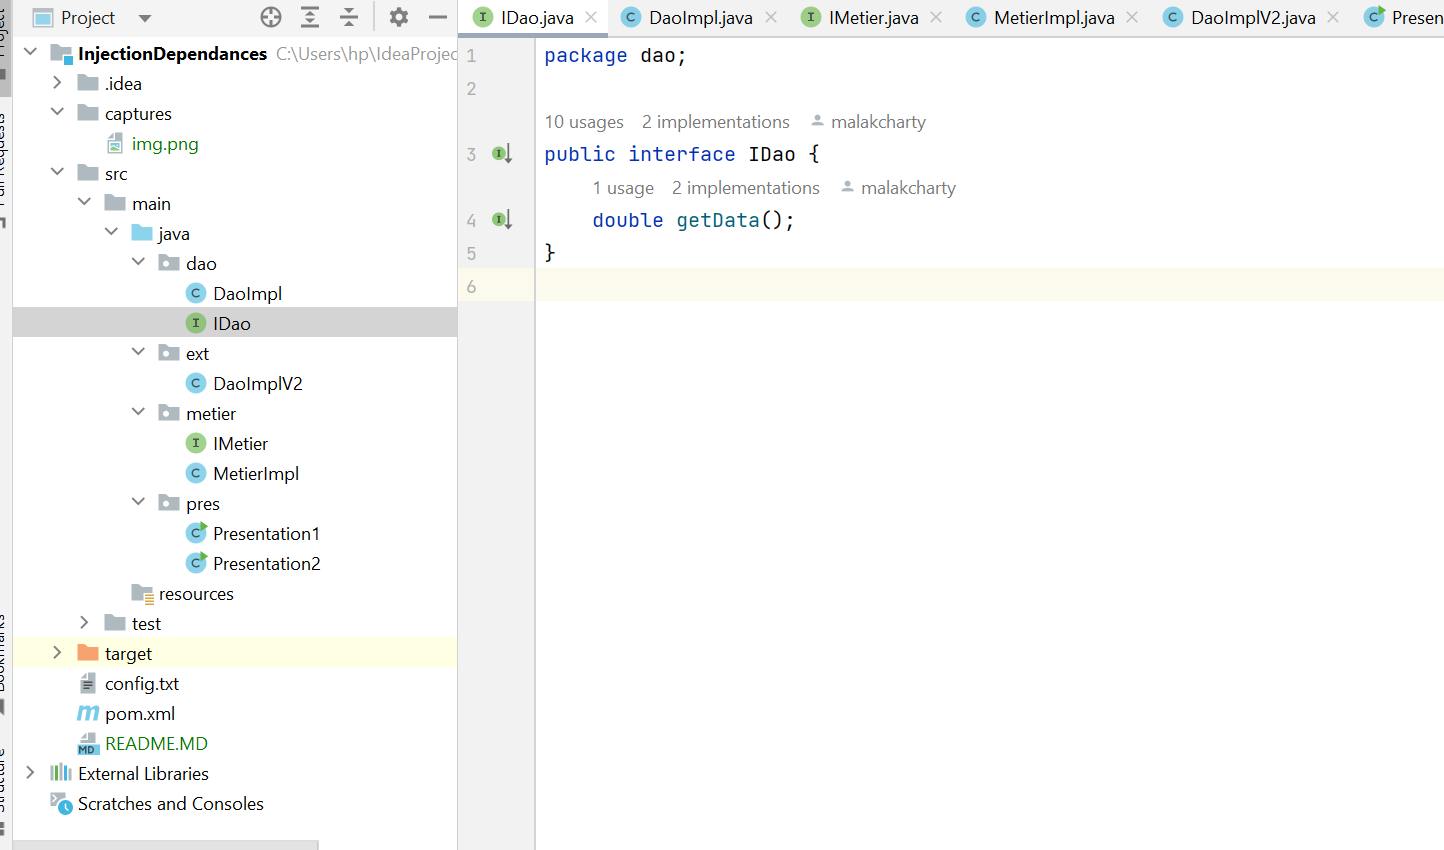 Project
InjectionDependances C:\Users\hp\IdeaProjec
.idea
captures
img.png
src
main
java
dao
DaoImpl
IDao
ext
DaoImplV2
metier
IMetier
MetierImpl
pres
Presentation1
Presentation2
resources
test
target
config.txt
pom.xml
README.MD
External Libraries
Scratches and Consoles
IDao.java DaoImpl.java IMetier.java MetierImpl.java DaoImplV2.java Presen
1 package dao;
2
10 usages 2 implementations malakcharty
3 public interface IDao {
1 usage 2 implementations malakcharty
4 double getData();
5 }
6